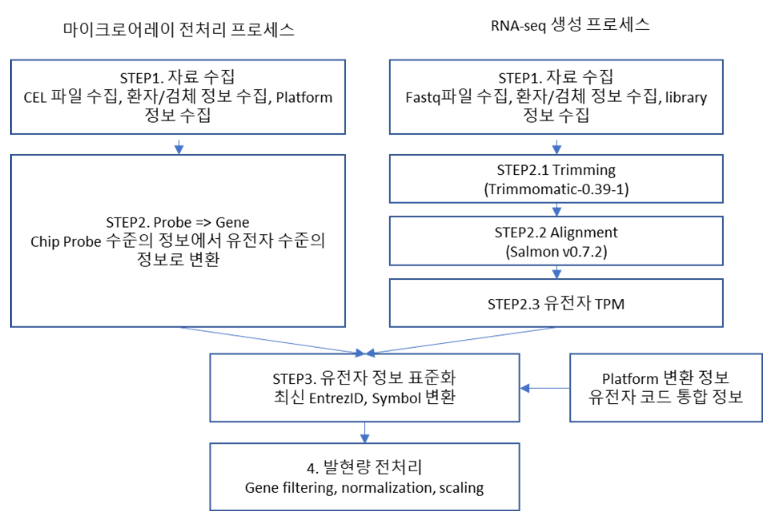 마이크로어레이 전처리 프로세스
STEP1. 자료 수집
CEL 파일 수집, 환자/검체 정보 수집, Platform
정보 수집
STEP2. Probe => Gene
Chip Probe 수준의 정보에서 유전자 수준의
정보로 변환
RNA-seq 생성 프로세스
STEP1. 자료 수집
Fastq파일 수집, 환자/검체 정보 수집, library
정보 수집
STEP2.1 Trimming
(Trimmomatic-0.39-1)
STEP2.2 Alignment
(Salmon v0.7.2)
STEP2.3 유전자 TPM
STEP3. 유전자 정보 표준화
최신 EntrezID, Symbol 변환
Platform 변환 정보
유전자 코드 통합 정보
4. 발현량 전처리
Gene filtering, normalization, scaling